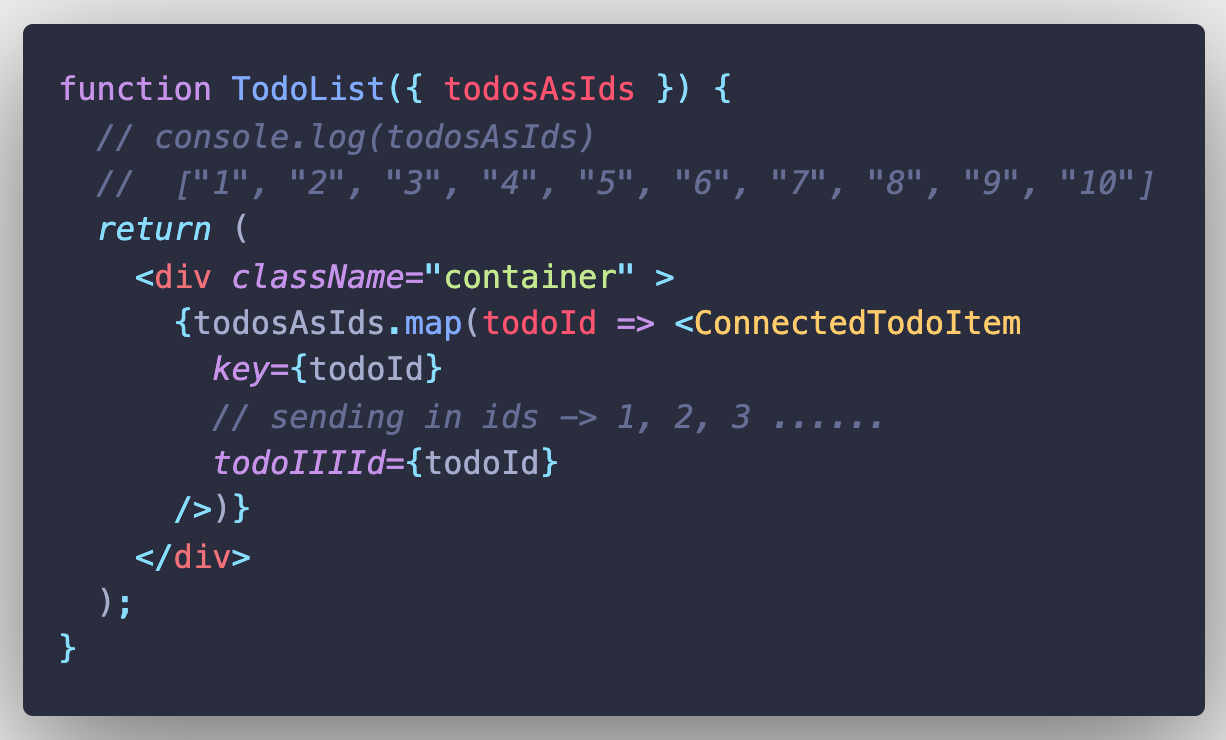 function TodoList({ todosAsIds }) {
  // console.log(todosAsIds)
  //  ["1", "2", "3", "4", "5", "6", "7", "8", "9", "10"]
  return (
    <div className="container" >
      {todosAsIds.map(todoId => <ConnectedTodoItem
        key={todoId}
        // sending in ids -> 1, 2, 3 ......
        todoIIIId={todoId}
      />)}
    </div>
  );
}